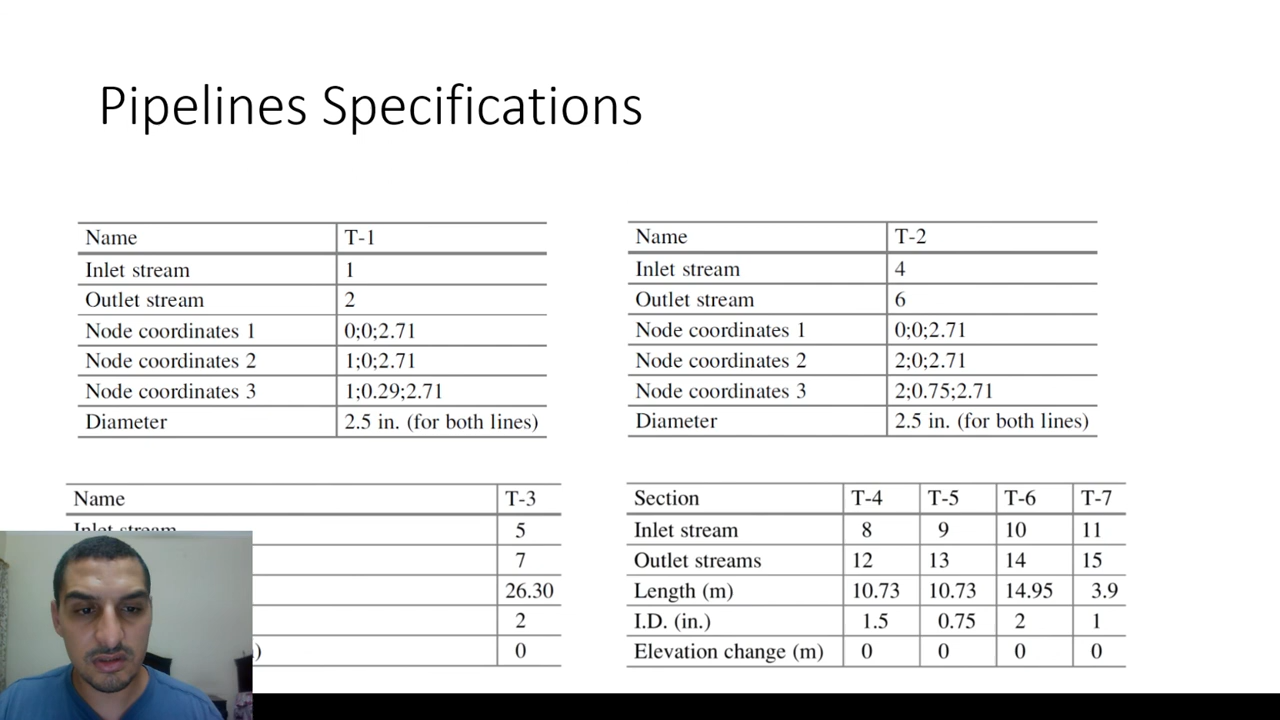 Pipelines Specifications
Name T-1
Inlet stream 1
Outlet stream 2
Node coordinates 1 0;0;2.71
Node coordinates 2 1;0;2.71
Node coordinates 3 1;0.29;2.71
Diameter 2.5 in. (for both lines)
Name T-2
Inlet stream 4
Outlet stream 6
Node coordinates 1 0;0;2.71
Node coordinates 2 2;0;2.71
Node coordinates 3 2;0.75;2.71
Diameter 2.5 in. (for both lines)
Name T-3
Inlet stream 5
7
26.30
2
) 0
Section T-4 T-5 T-6 T-7
Inlet stream 8 9 10 11
Outlet streams 12 13 14 15
Length (m) 10.73 10.73 14.95 3.9
I.D. (in.) 1.5 0.75 2 1
Elevation change (m) 0 0 0 0